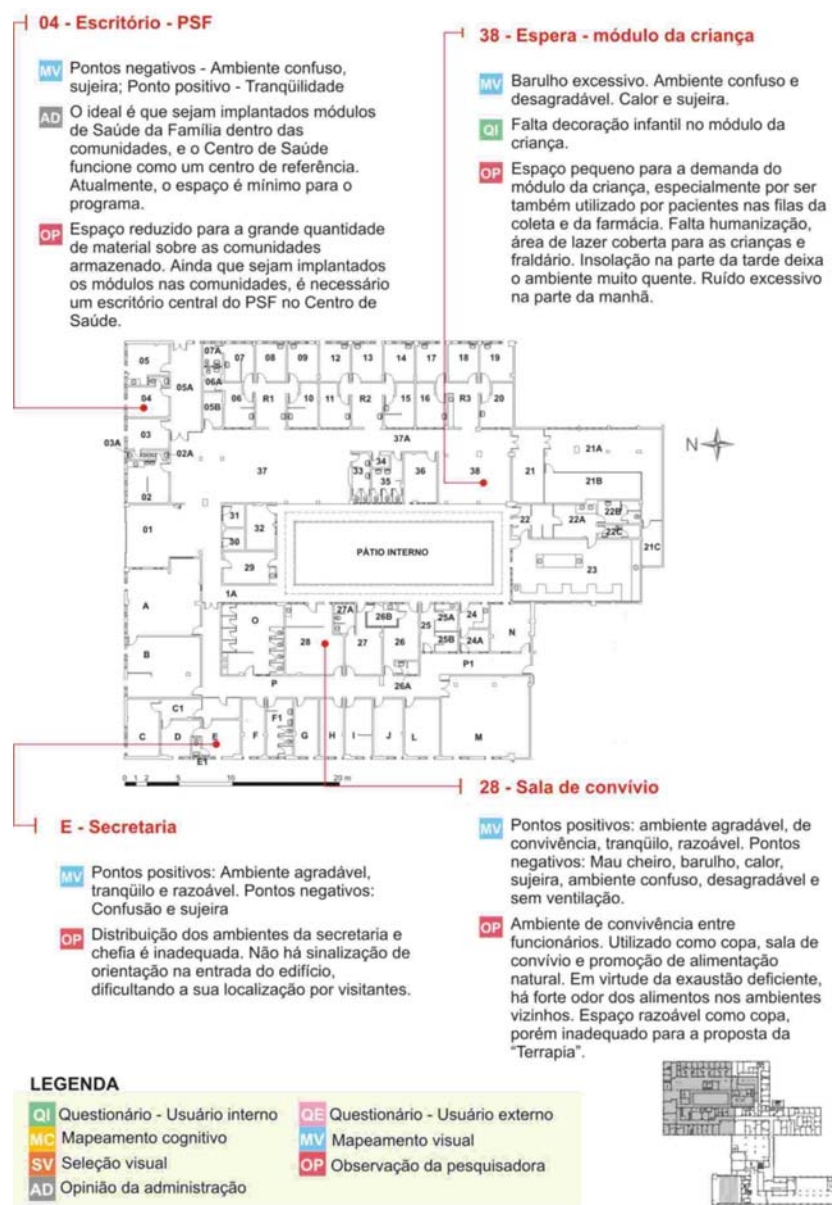 04 - Escritório - PSF
MV Pontos negativos - Ambiente confuso,
sujeira; Ponto positivo - Tranqüilidade
AD O ideal é que sejam implantados módulos
de Saúde da Família dentro das
comunidades, e o Centro de Saúde
funcione como um centro de referência.
Atualmente, o espaço é mínimo para o
programa.
OP Espaço reduzido para a grande quantidade
de material sobre as comunidades
armazenado. Ainda que sejam implantados
os módulos nas comunidades, é necessário
um escritório central do PSF no Centro de
Saúde.
38 - Espera - módulo da criança
MV Barulho excessivo. Ambiente confuso e
desagradável. Calor e sujeira.
QI Falta decoração infantil no módulo da
criança.
OP Espaço pequeno para a demanda do
módulo da criança, especialmente por ser
também utilizado por pacientes nas filas da
coleta e da farmácia. Falta humanização,
área de lazer coberta para as crianças e
fraldário. Insolação na parte da tarde deixa
o ambiente muito quente. Ruído excessivo
na parte da manhã.
05 07A 07 08 09 12 13 14 17 18 19
04 05A 06A 05B 06 R1 10 11 R2 15 16 R3 20
03 03A 02A 37A
02 37 33 34 35 36 38 21 21A
21B
01 31 32 30 22 22A 22B 22C 21C
29 PÁTIO INTERNO 23
1A
A O 28 27A 27 26B 26 25 25A 25B 24 24A N
B P P1
26A
C1
C D E F F1 G H I J L M
E1
N
0 1 2 5 10 20 m
E - Secretaria
MV Pontos positivos: Ambiente agradável,
tranqüilo e razoável. Pontos negativos:
Confusão e sujeira
OP Distribuição dos ambientes da secretaria e
chefia é inadequada. Não há sinalização de
orientação na entrada do edifício,
dificultando a sua localização por visitantes.
28 - Sala de convívio
MV Pontos positivos: ambiente agradável, de
convivência, tranqüilo, razoável. Pontos
negativos: Mau cheiro, barulho, calor,
sujeira, ambiente confuso, desagradável e
sem ventilação.
OP Ambiente de convivência entre
funcionários. Utilizado como copa, sala de
convívio e promoção de alimentação
natural. Em virtude da exaustão deficiente,
há forte odor dos alimentos nos ambientes
vizinhos. Espaço razoável como copa,
porém inadequado para a proposta da
"Terrapia".
LEGENDA
QI Questionário - Usuário interno
MC Mapeamento cognitivo
SV Seleção visual
AD Opinião da administração
QE Questionário - Usuário externo
MV Mapeamento visual
OP Observação da pesquisadora